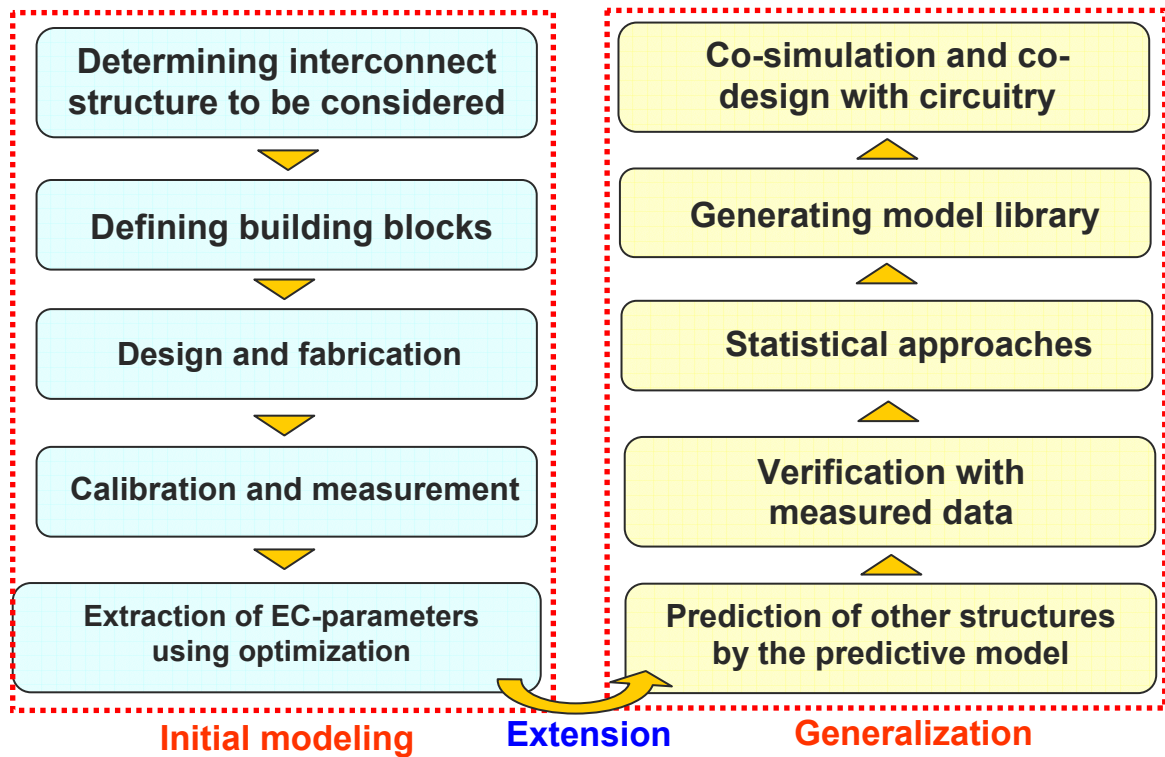 Determining interconnect
structure to be considered
Defining building blocks
Design and fabrication
Calibration and measurement
Extraction of EC-parameters
using optimization
Initial modeling
Extension
Co-simulation and co-
design with circuitry
Generating model library
Statistical approaches
Verification with
measured data
Prediction of other structures
by the predictive model
Generalization